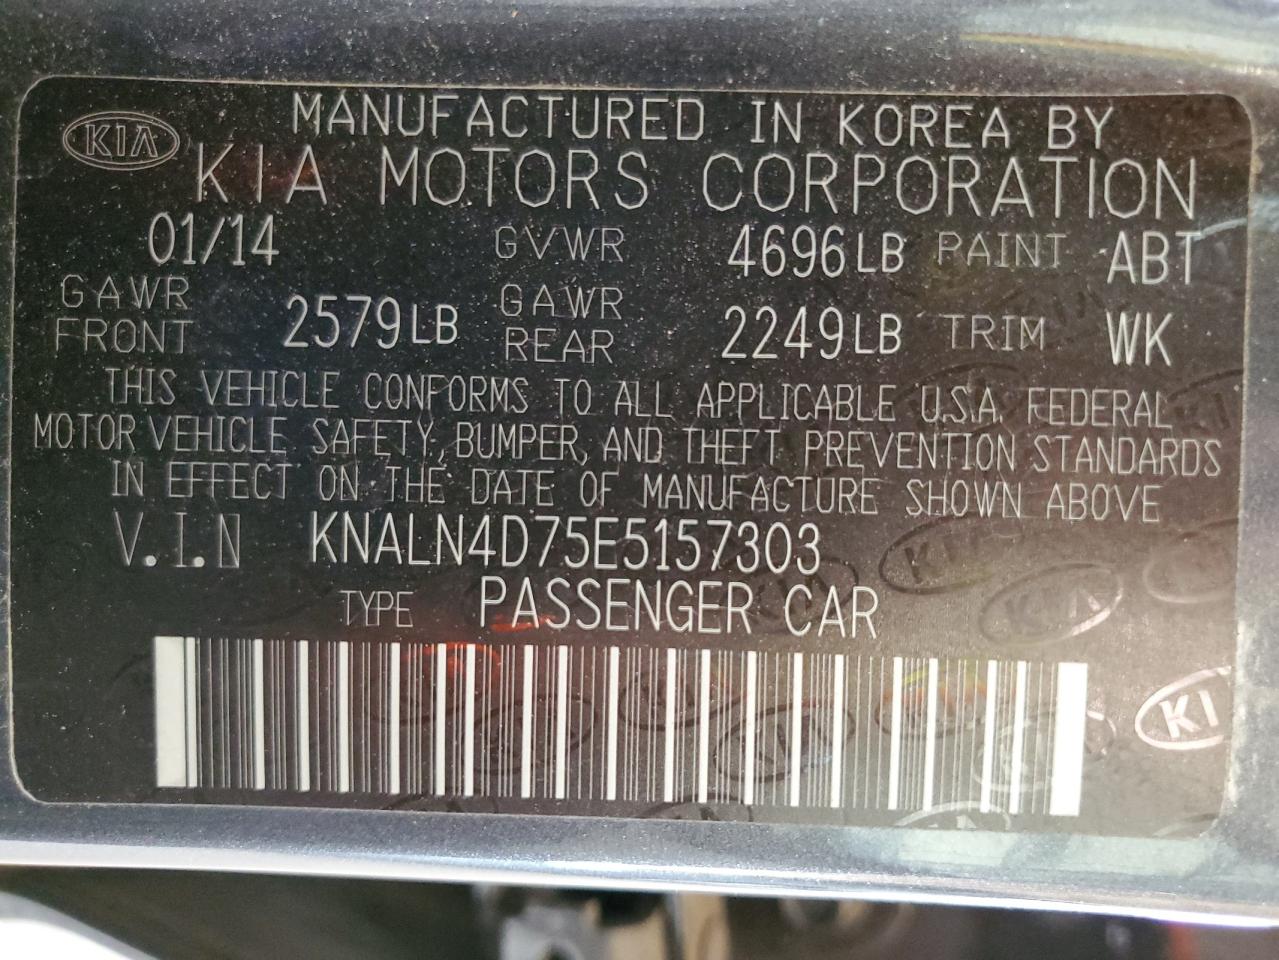 KIA
MANUFACTURED IN KOREA BY
KIA MOTORS CORPORATION
01/14 GVWR 4696LB PAINT ABT
GAWR FRONT 2579LB GAWR REAR 2249LB TRIM WK
THIS VEHICLE CONFORMS TO ALL APPLICABLE U.S.A. FEDERAL
MOTOR VEHICLE SAFETY, BUMPER, AND THEFT PREVENTION STANDARDS
IN EFFECT ON THE DATE OF MANUFACTURE SHOWN ABOVE
V.I.N KNALN4D75E5157303
TYPE PASSENGER CAR
KI